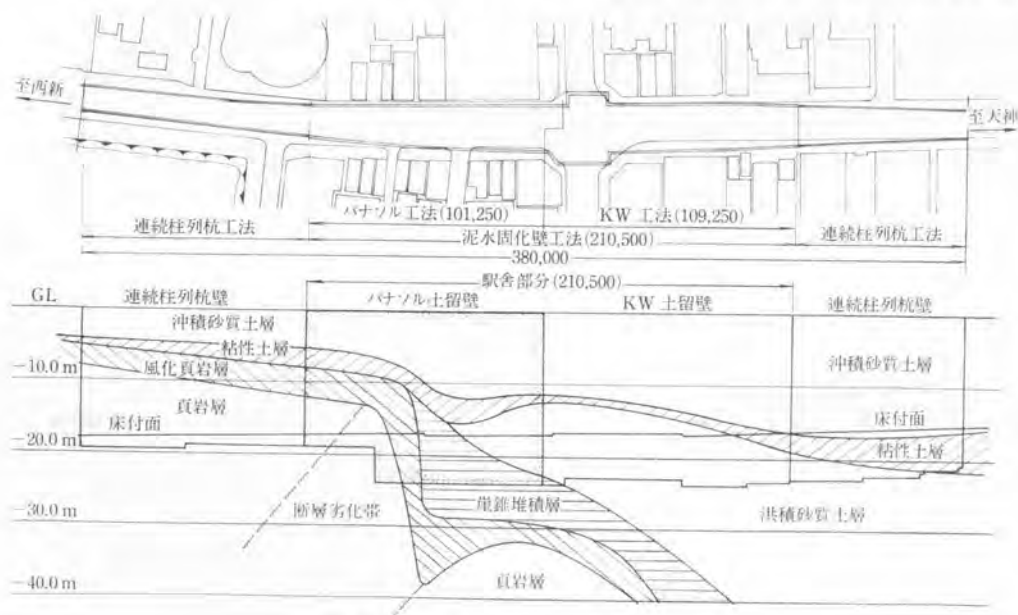 至西新
至天神
パナソル工法(101,250)
KW工法(109,250)
連続柱列杭工法
泥水固化壁工法(210,500)
連続柱列杭工法
380,000
駅舎部分(210,500)
GL
連続柱列杭壁
パナソル土留壁
KW土留壁
連続柱列杭壁
沖積砂質土層
粘性土層
風化頁岩層
沖積砂質土層
-10.0m
頁岩層
床付面
床付面
-20.0m
粘性土層
断層劣化帯
崖錐堆積層
洪積砂質土層
-30.0m
頁岩層
-40.0m